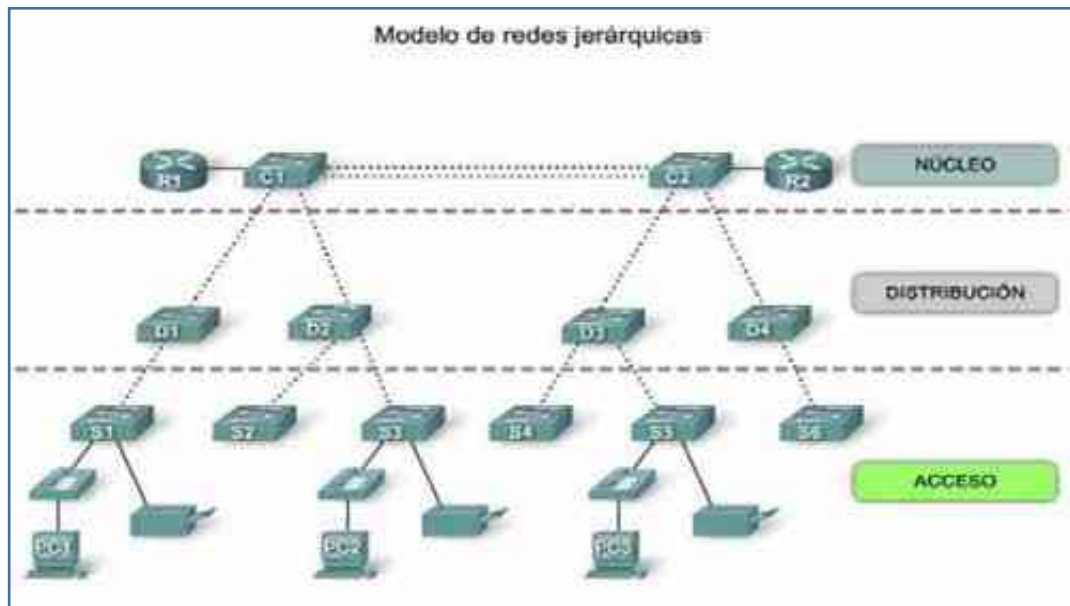 Modelo de redes jerárquicas
R1 C1 C2 R2 NÚCLEO
D1 D2 D3 D4 DISTRIBUCIÓN
S1 S2 S3 S4 S5 S6
ACCESO
PC1 PC2 PC3